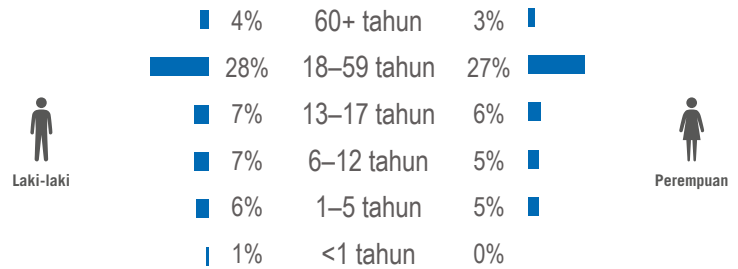 4% 60+ tahun 3%
28% 18–59 tahun 27%
7% 13–17 tahun 6%
7% 6–12 tahun 5%
Laki-laki Perempuan
6% 1–5 tahun 5%
1% <1 tahun 0%